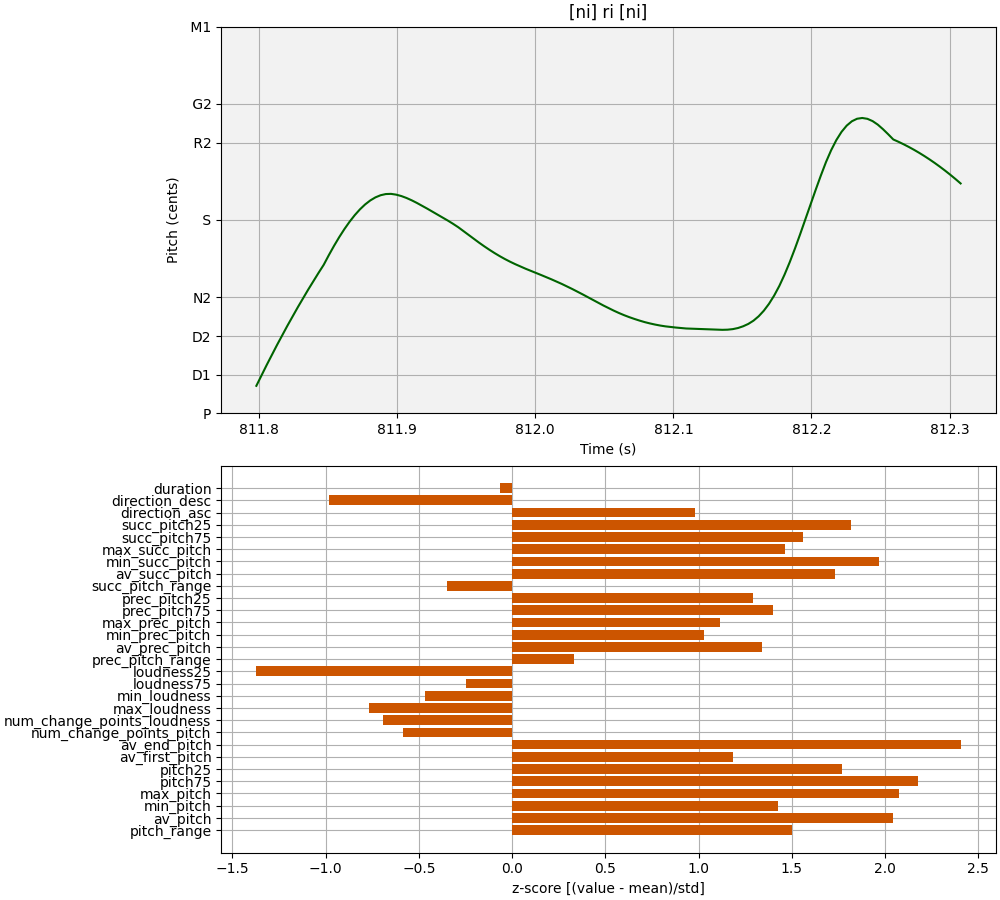 [ni] ri [ni]
M1
G2
R2
S
N2
D2
D1
P
Pitch (cents)
811.8 811.9 812.0 812.1 812.2 812.3
Time (s)
duration
direction_desc
direction_asc
succ_pitch25
succ_pitch75
max_succ_pitch
min_succ_pitch
av_succ_pitch
succ_pitch_range
prec_pitch25
prec_pitch75
max_prec_pitch
min_prec_pitch
av_prec_pitch
prec_pitch_range
loudness25
loudness75
min_loudness
max_loudness
num_change_points_loudness
num_change_points_pitch
av_end_pitch
av_first_pitch
pitch25
pitch75
max_pitch
min_pitch
av_pitch
pitch_range
−1.5 −1.0 −0.5 0.0 0.5 1.0 1.5 2.0 2.5
z-score [(value - mean)/std]